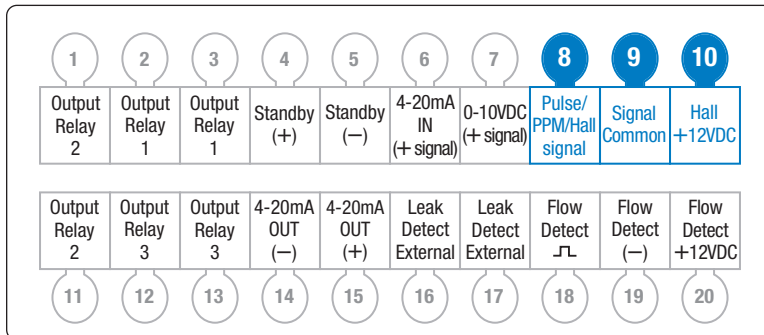 1 2 3 4 5 6 7 8 9 10
Output Relay 2
Output Relay 1
Output Relay 1
Standby (+)
Standby (—)
4-20mA IN (+ signal)
0-10VDC (+ signal)
Pulse/ PPM/Hall signal
Signal Common
Hall +12VDC
Output Relay 2
Output Relay 3
Output Relay 3
4-20mA OUT (—)
4-20mA OUT (+)
Leak Detect External
Leak Detect External
Flow Detect
Flow Detect (—)
Flow Detect +12VDC
11 12 13 14 15 16 17 18 19 20